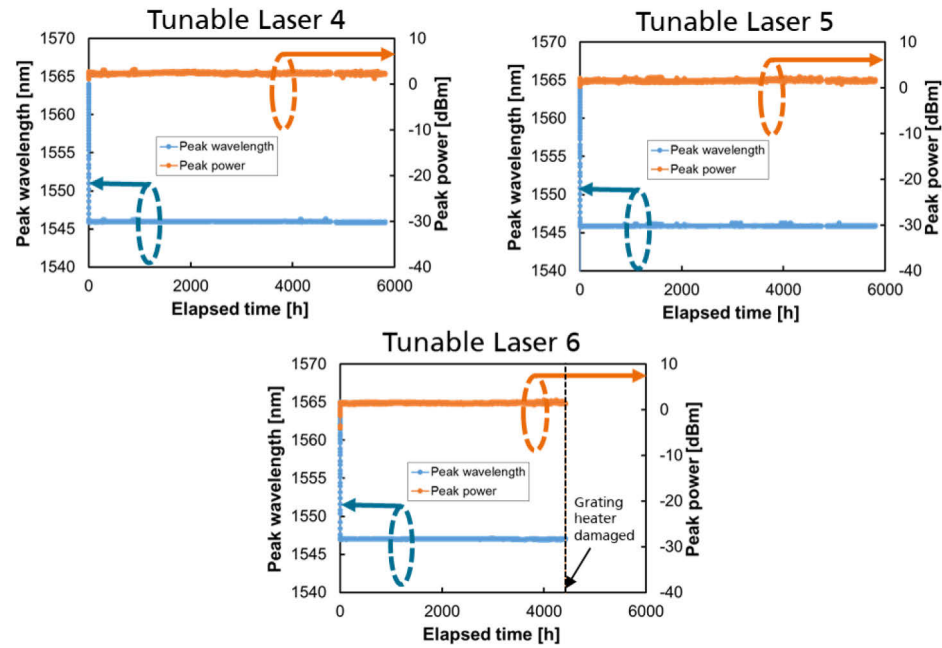 Tunable Laser 4
1570
1565
1560
1555
1550
1545
1540
10
0
-10
-20
-30
-40
Peak wavelength [nm]
Peak power [dBm]
Peak wavelength
Peak power
0
2000
4000
6000
Elapsed time [h]
Tunable Laser 5
1570
1565
1560
1555
1550
1545
1540
10
0
-10
-20
-30
-40
Peak wavelength [nm]
Peak power [dBm]
Peak wavelength
Peak power
0
2000
4000
6000
Elapsed time [h]
Tunable Laser 6
1570
1565
1560
1555
1550
1545
1540
10
0
-10
-20
-30
-40
Peak wavelength [nm]
Peak power [dBm]
Peak wavelength
Peak power
Grating
heater
damaged
0
2000
4000
6000
Elapsed time [h]